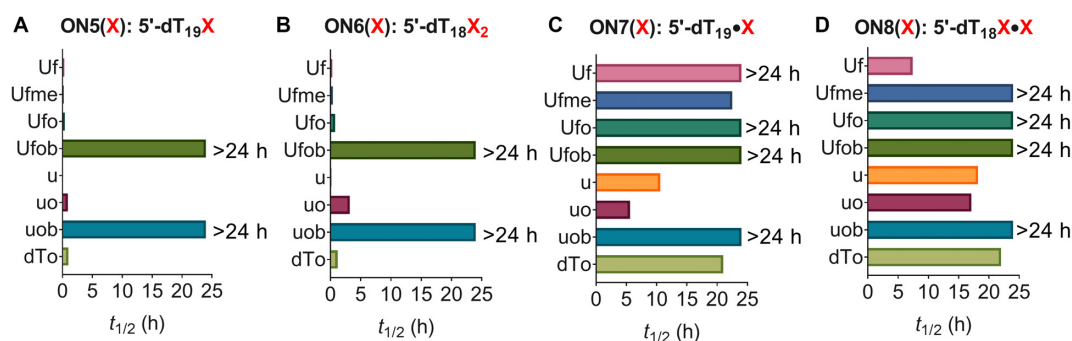 A ON5(X): 5'-dT₁₉X
Uf
Ufme
Ufo
Ufob >24 h
u
uo
uob >24 h
dTo
0 5 10 15 20 25
t₁/₂ (h)
B ON6(X): 5'-dT₁₈X₂
Uf
Ufme
Ufo
Ufob >24 h
u
uo
uob >24 h
dTo
0 5 10 15 20 25
t₁/₂ (h)
C ON7(X): 5'-dT₁₉•X
Uf >24 h
Ufme
Ufo >24 h
Ufob >24 h
u
uo
uob >24 h
dTo
0 5 10 15 20 25
t₁/₂ (h)
D ON8(X): 5'-dT₁₈X•X
Uf
Ufme >24 h
Ufo >24 h
Ufob >24 h
u
uo
uob >24 h
dTo
0 5 10 15 20 25
t₁/₂ (h)